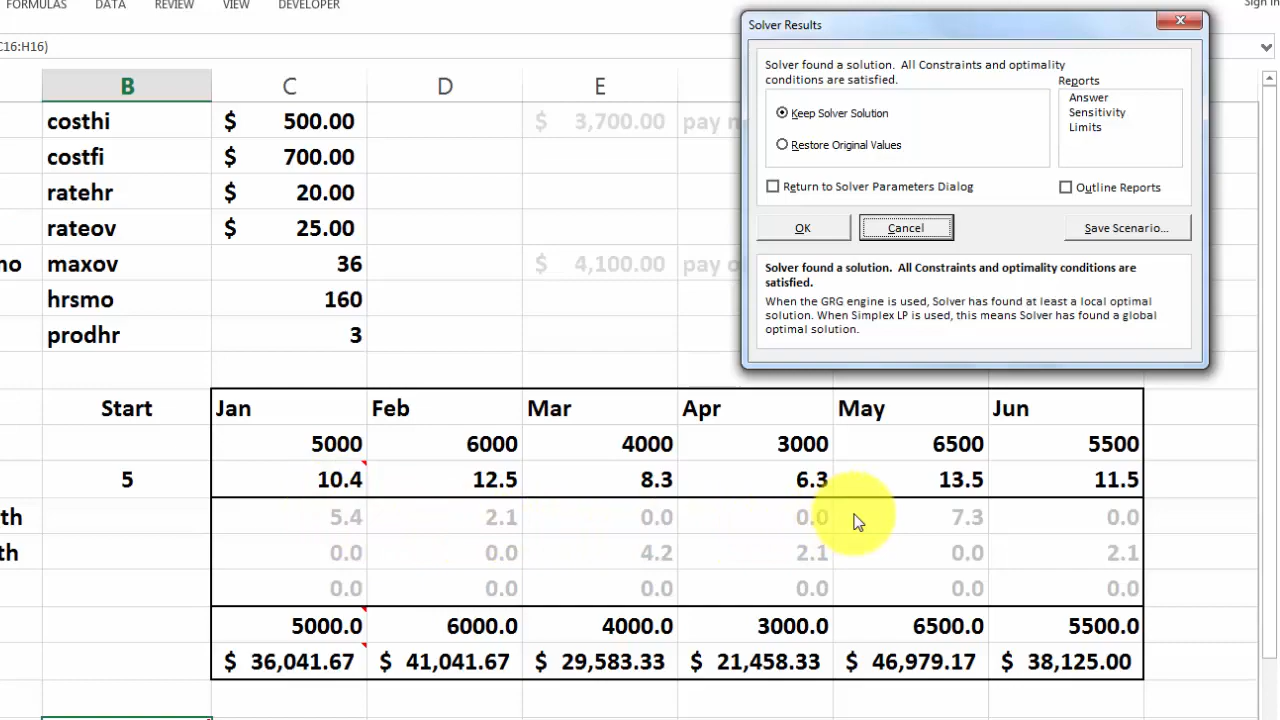 FORMULAS DATA REVIEW VIEW DEVELOPER Sign in
C16:H16)
B C D E
costhi $ 500.00 $ 3,700.00 pay n
costfi $ 700.00
ratehr $ 20.00
rateov $ 25.00
mo maxov 36 $ 4,100.00 pay o
hrsmo 160
prodhr 3
Start Jan Feb Mar Apr May Jun
5000 6000 4000 3000 6500 5500
5 10.4 12.5 8.3 6.3 13.5 11.5
th 5.4 2.1 0.0 0.0 7.3 0.0
th 0.0 0.0 4.2 2.1 0.0 2.1
0.0 0.0 0.0 0.0 0.0 0.0
5000.0 6000.0 4000.0 3000.0 6500.0 5500.0
$ 36,041.67 $ 41,041.67 $ 29,583.33 $ 21,458.33 $ 46,979.17 $ 38,125.00
Solver Results
Solver found a solution. All Constraints and optimality
conditions are satisfied.
Keep Solver Solution
Restore Original Values
Reports
Answer
Sensitivity
Limits
Return to Solver Parameters Dialog
Outline Reports
OK
Cancel
Save Scenario...
Solver found a solution. All Constraints and optimality conditions are
satisfied.
When the GRG engine is used, Solver has found at least a local optimal
solution. When Simplex LP is used, this means Solver has found a global
optimal solution.